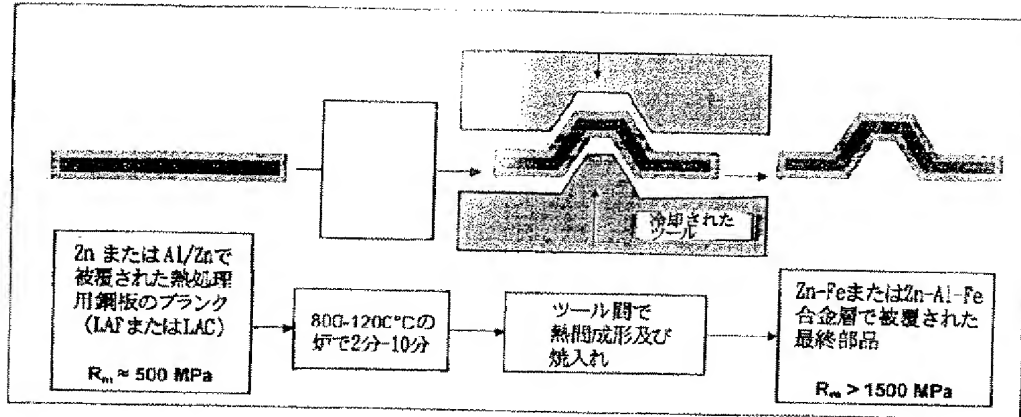 冷却された
ツール
Zn またはAl/Znで
被覆された熱処理
用鋼板のブランク
(LAFまたはLAC)
Rm ≈ 500 MPa
800-1200°Cの
炉で2分-10分
ツール間で
熱間成形及び
焼入れ
Zn-FeまたはZn-Al-Fe
合金層で被覆された
最終部品
Rm > 1500 MPa